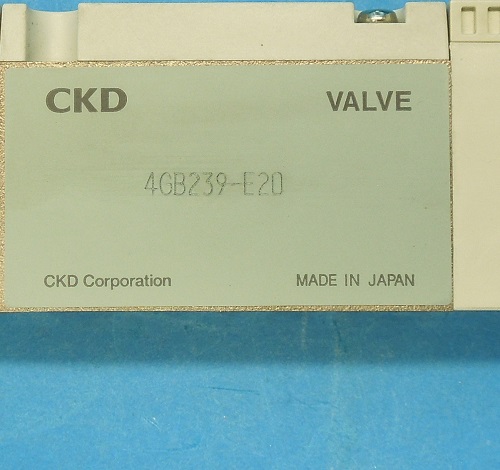 CKD VALVE
4GB239-E20
CKD Corporation MADE IN JAPAN